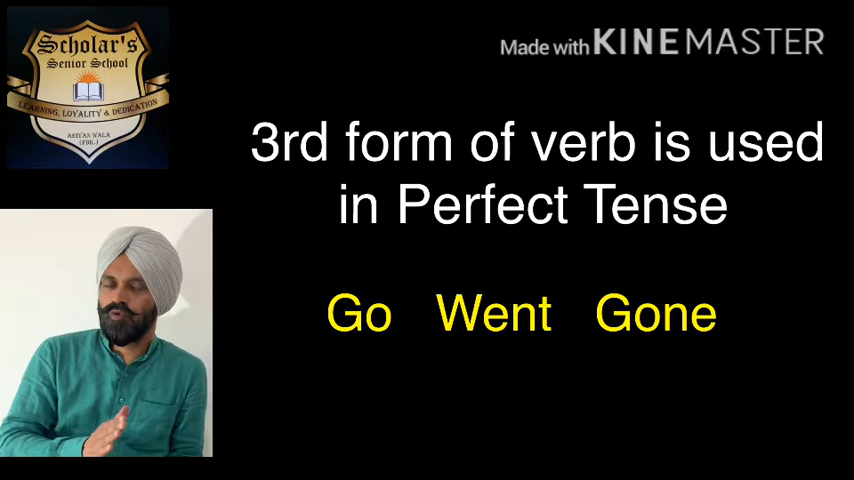 Scholar's
Senior School
LEARNING, LOYALITY & DEDICATION
ARIYAN WALA
(FDK.)
Made with KINEMASTER
3rd form of verb is used
in Perfect Tense
Go Went Gone